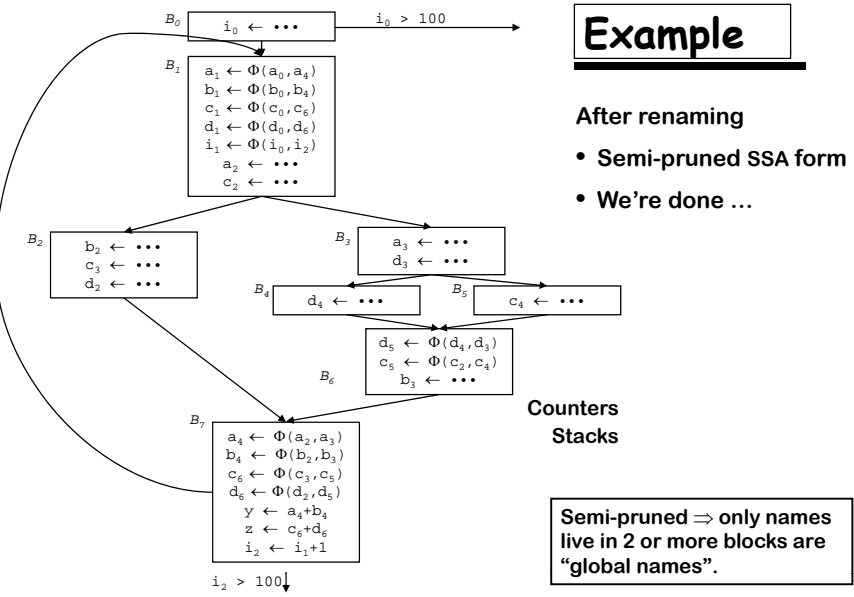 Example
After renaming
• Semi-pruned SSA form
• We're done …
B₀
i₀ ← •••
i₀ > 100
B₁
a₁ ← Φ(a₀,a₄)
b₁ ← Φ(b₀,b₄)
c₁ ← Φ(c₀,c₆)
d₁ ← Φ(d₀,d₆)
i₁ ← Φ(i₀,i₂)
a₂ ← •••
c₂ ← •••
B₂
b₂ ← •••
c₃ ← •••
d₂ ← •••
B₃
a₃ ← •••
d₃ ← •••
B₄
d₄ ← •••
B₅
c₄ ← •••
B₆
d₅ ← Φ(d₄,d₃)
c₅ ← Φ(c₂,c₄)
b₃ ← •••
B₇
a₄ ← Φ(a₂,a₃)
b₄ ← Φ(b₂,b₃)
c₆ ← Φ(c₃,c₅)
d₆ ← Φ(d₂,d₅)
y ← a₄+b₄
z ← c₆+d₆
i₂ ← i₁+1
i₂ > 100
Counters
Stacks
Semi-pruned ⇒ only names
live in 2 or more blocks are
"global names".